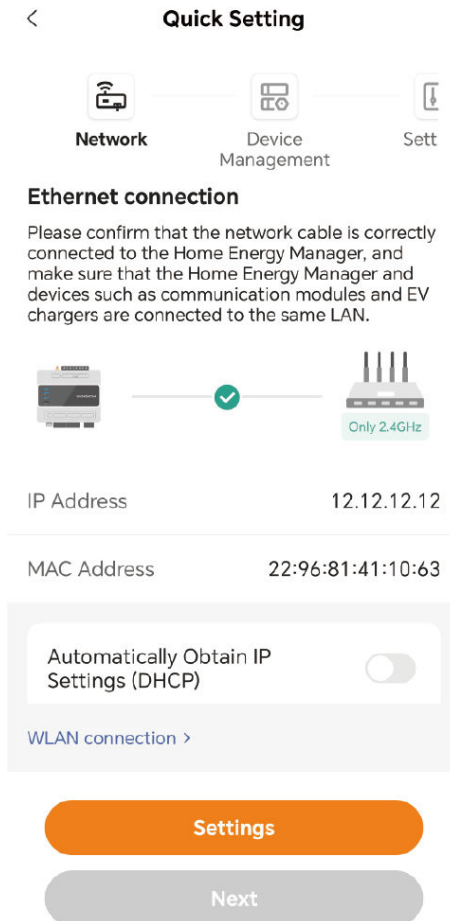 Quick Setting
Network
Device
Management
Sett
Ethernet connection
Please confirm that the network cable is correctly
connected to the Home Energy Manager, and
make sure that the Home Energy Manager and
devices such as communication modules and EV
chargers are connected to the same LAN.
Only 2.4GHz
IP Address
12.12.12.12
MAC Address
22:96:81:41:10:63
Automatically Obtain IP
Settings (DHCP)
WLAN connection >
Settings
Next